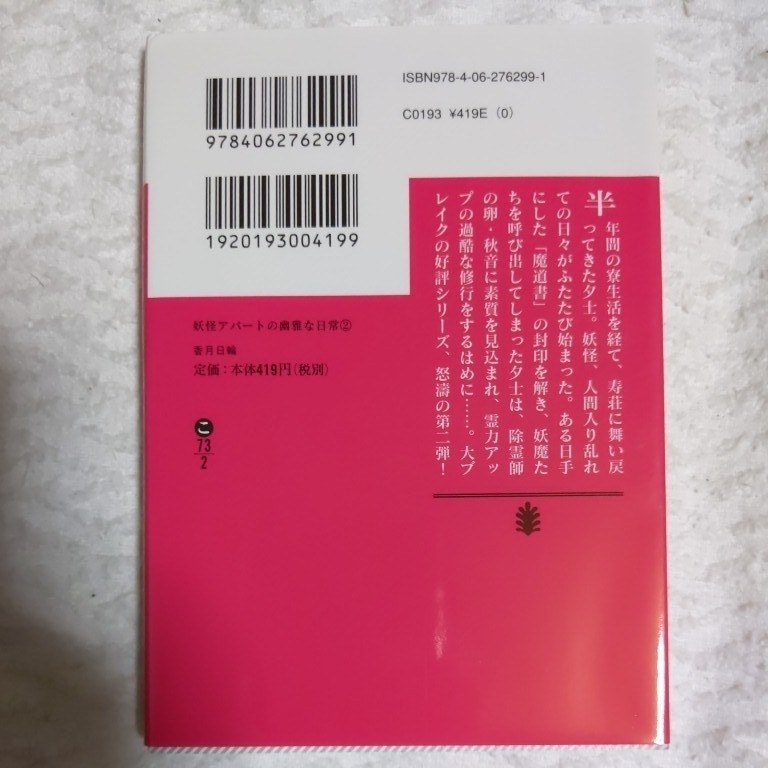 ISBN978-4-06-276299-1
C0193 ¥419E (0)
9784062762991
1920193004199
半年間の寮生活を経て、寿荘に舞い戻
ってきた夕士。妖怪、人間入り乱れ
ての日々がふたたび始まった。ある日手
にした「魔道書」の封印を解き、妖魔た
ちを呼び出してしまった夕士は、除霊師
の卵・秋音に素質を見込まれ、霊力アッ
プの過酷な修行をするはめに……。大ブ
レイクの好評シリーズ、怒濤の第二弾！
妖怪アパートの幽雅な日常②
香月日輪
定価：本体419円（税別）
こ
73
2